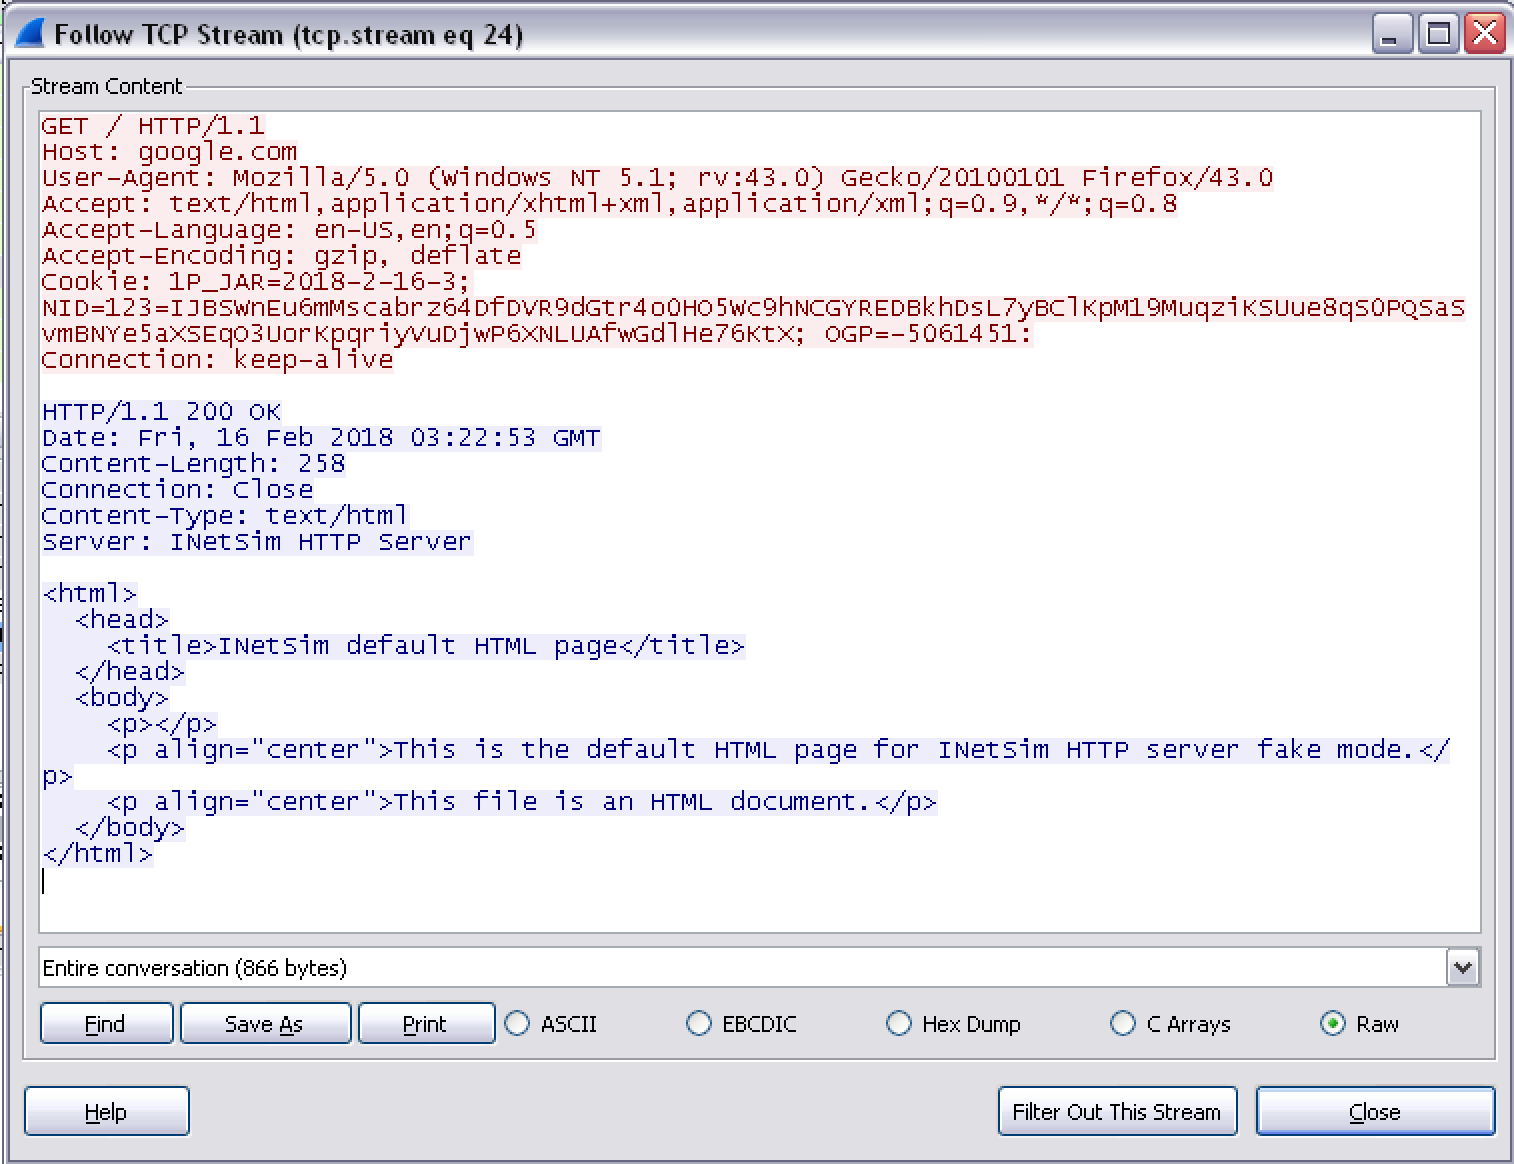 Follow TCP Stream (tcp.stream eq 24)
Stream Content
GET / HTTP/1.1
Host: google.com
User-Agent: Mozilla/5.0 (Windows NT 5.1; rv:43.0) Gecko/20100101 Firefox/43.0
Accept: text/html,application/xhtml+xml,application/xml;q=0.9,*/*;q=0.8
Accept-Language: en-US,en;q=0.5
Accept-Encoding: gzip, deflate
Cookie: 1P_JAR=2018-2-16-3;
NID=123=IJBSWnEu6mMscabrz64DfDVR9dGtr4o0HO5Wc9hNCGYREDBkhDsL7yBClKpM19MuqziKSUue8qS0PQSaS
vmBNYe5aXSEqO3UorKpqriyVuDjwP6XNLUAfwGdlHe76KtX; OGP=-5061451:
Connection: keep-alive
HTTP/1.1 200 OK
Date: Fri, 16 Feb 2018 03:22:53 GMT
Content-Length: 258
Connection: Close
Content-Type: text/html
Server: INetSim HTTP Server
<html>
<head>
<title>INetSim default HTML page</title>
</head>
<body>
<p></p>
<p align="center">This is the default HTML page for INetSim HTTP server fake mode.</
p>
<p align="center">This file is an HTML document.</p>
</body>
</html>
Entire conversation (866 bytes)
Find Save As Print ASCII EBCDIC Hex Dump C Arrays Raw
Help Filter Out This Stream Close